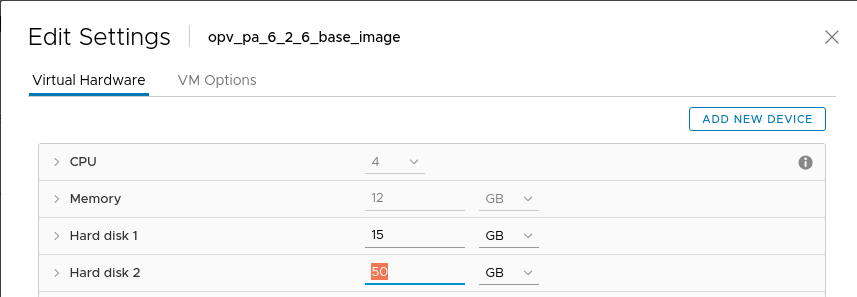 Edit Settings opv_pa_6_2_6_base_image
Virtual Hardware VM Options
ADD NEW DEVICE
CPU 4
Memory 12 GB
Hard disk 1 15 GB
Hard disk 2 50 GB